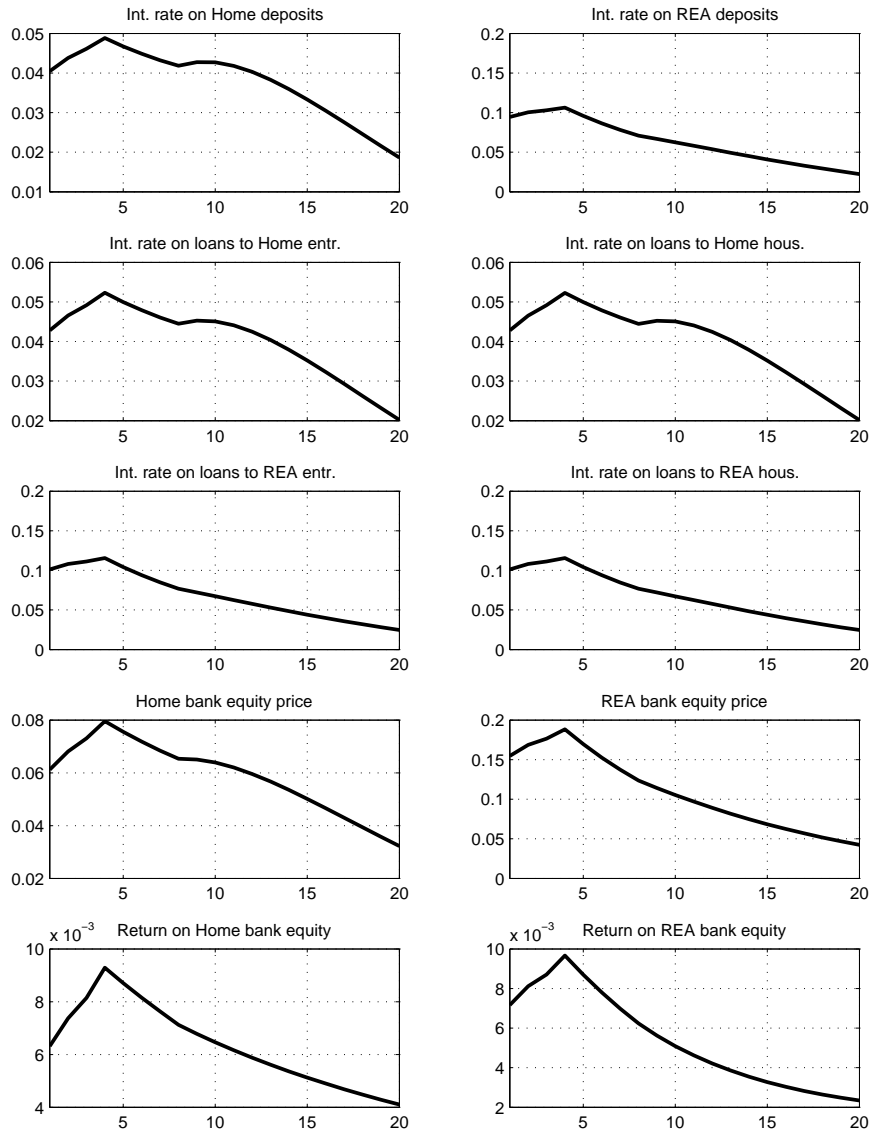 Int. rate on Home deposits
0.05
0.04
0.03
0.02
0.01
5 10 15 20
Int. rate on REA deposits
0.2
0.15
0.1
0.05
0
5 10 15 20
Int. rate on loans to Home entr.
0.06
0.05
0.04
0.03
0.02
5 10 15 20
Int. rate on loans to Home hous.
0.06
0.05
0.04
0.03
0.02
5 10 15 20
Int. rate on loans to REA entr.
0.2
0.15
0.1
0.05
0
5 10 15 20
Int. rate on loans to REA hous.
0.2
0.15
0.1
0.05
0
5 10 15 20
Home bank equity price
0.08
0.06
0.04
0.02
5 10 15 20
REA bank equity price
0.2
0.15
0.1
0.05
0
5 10 15 20
x 10⁻³ Return on Home bank equity
10
8
6
4
5 10 15 20
x 10⁻³ Return on REA bank equity
10
8
6
4
2
5 10 15 20